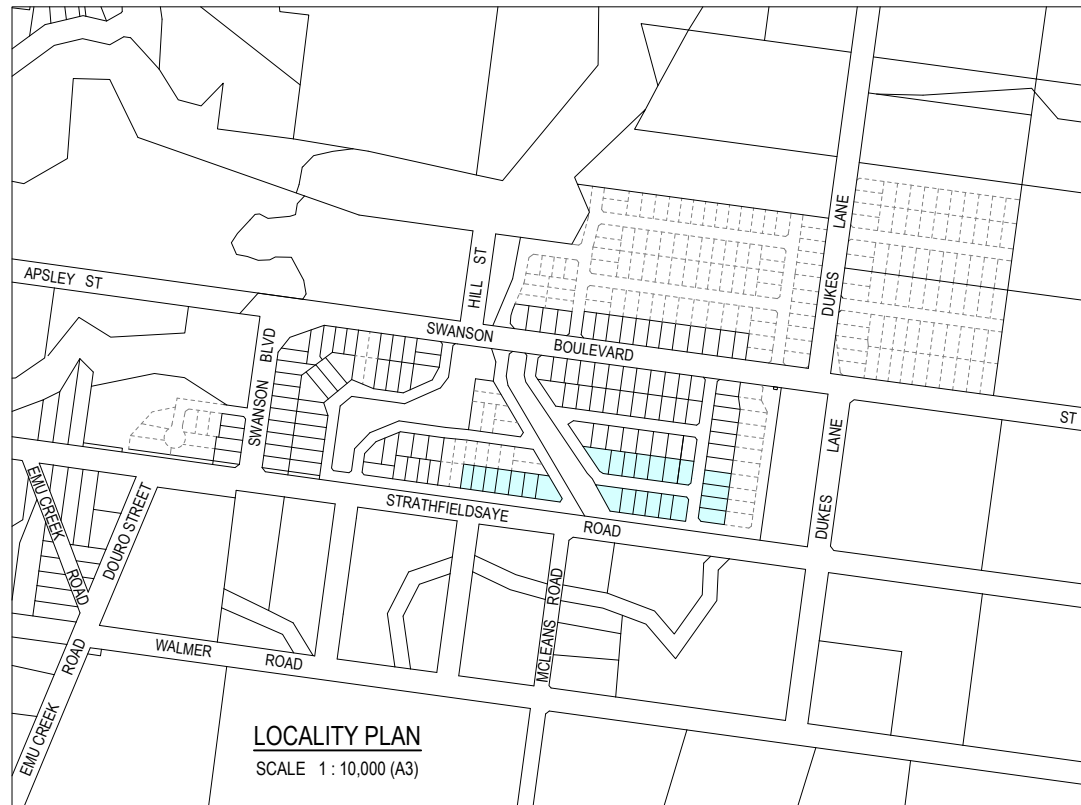 APSLEY ST
HILL ST
DUKES LANE
SWANSON BOULEVARD
SWANSON BLVD
ST
DUKES LANE
STRATHFIELDSAYE ROAD
EMU CREEK ROAD
DOURO STREET
MCLEANS ROAD
WALMER ROAD
EMU CREEK ROAD
LOCALITY PLAN
SCALE 1 : 10,000 (A3)